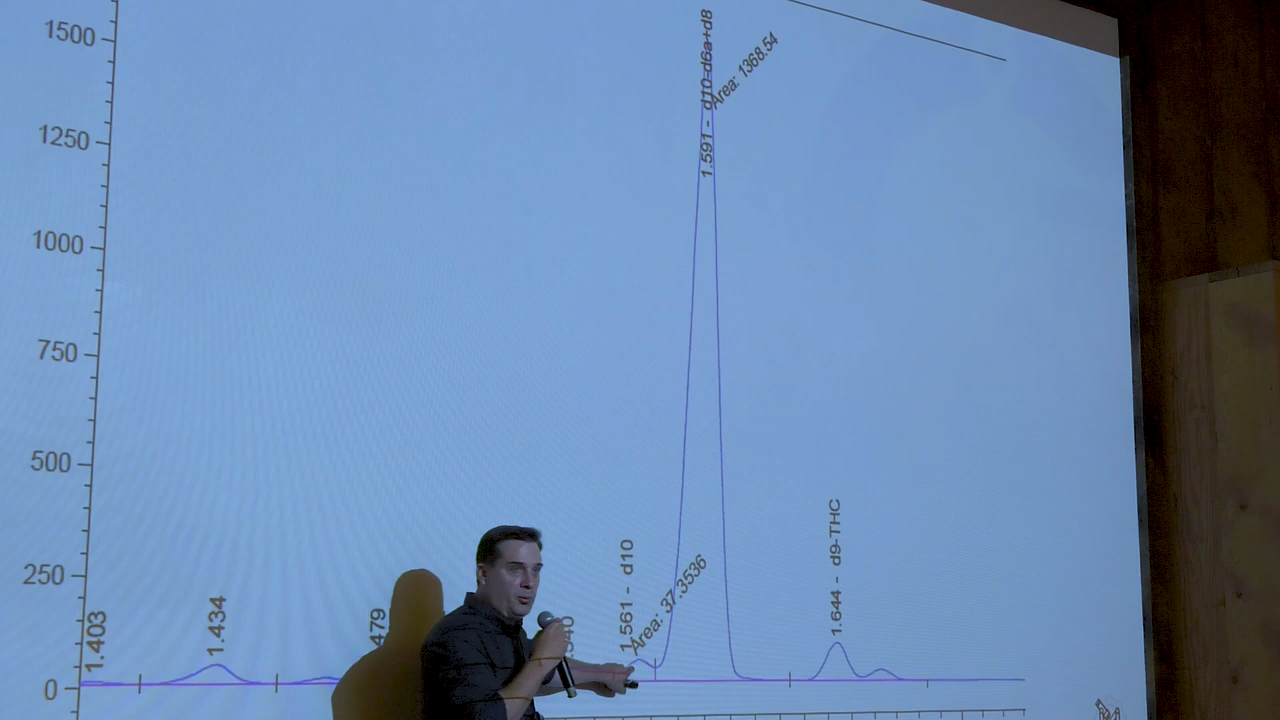 1500
1250
1000
750
500
250
0
1.403
1.434
479
1.561 - d10
Area: 37.3536
1.591 - d10-d6a+d8
Area: 1368.54
1.644 - d9-THC